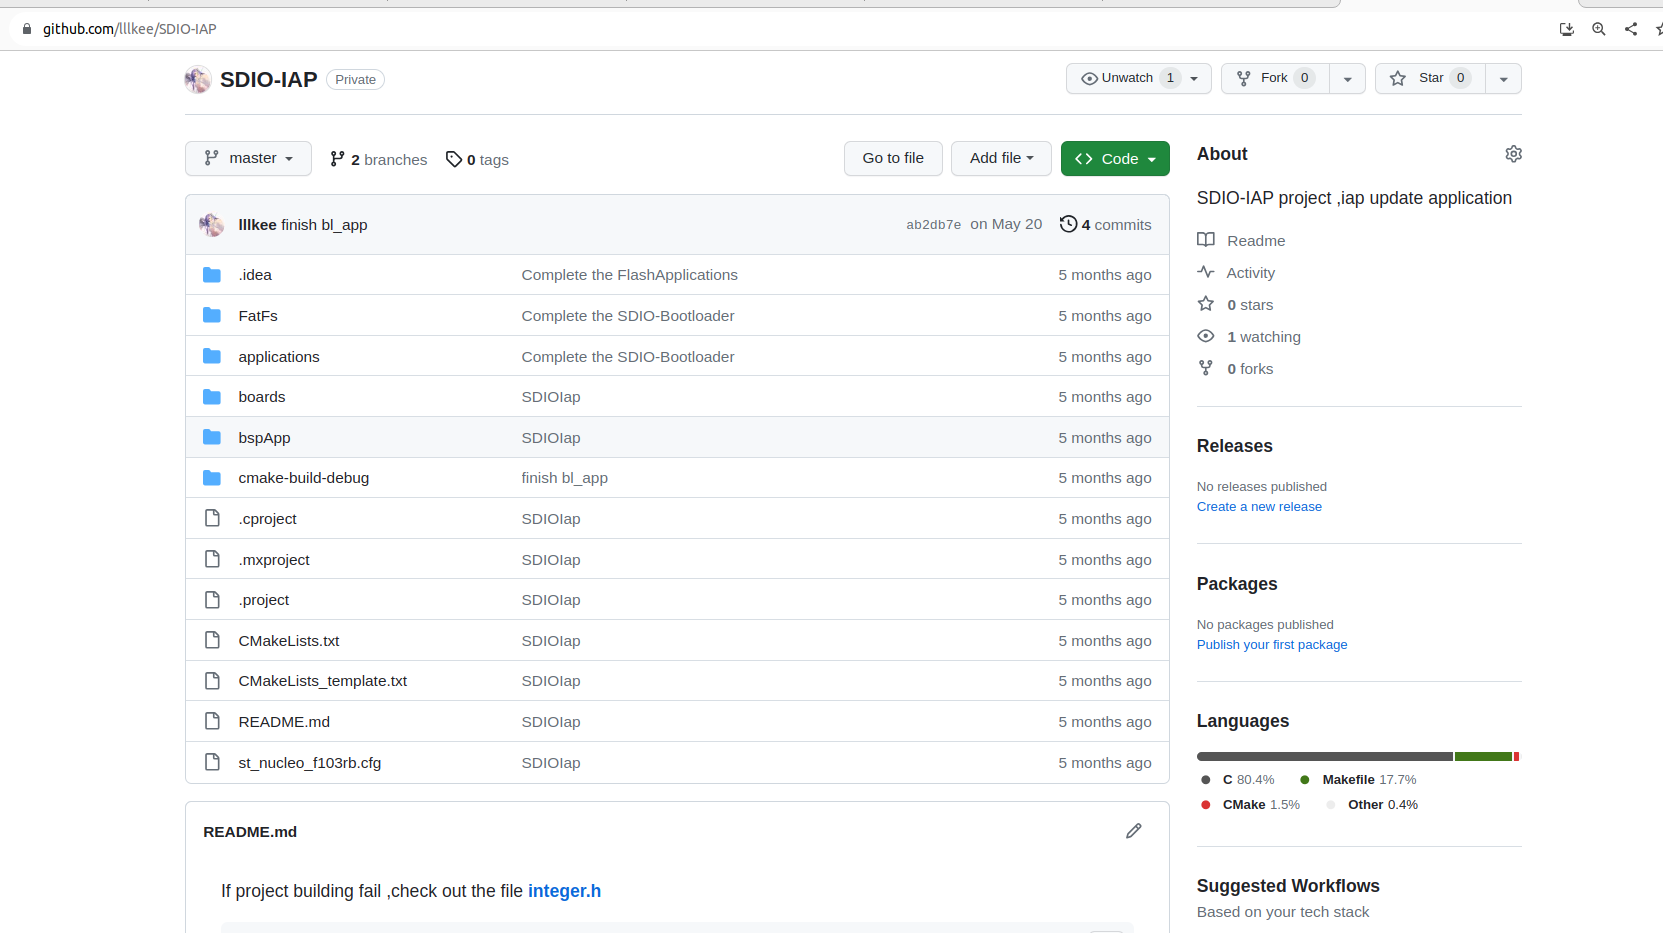 github.com/lllkee/SDIO-IAP
SDIO-IAP Private Unwatch 1 Fork 0 Star 0
master 2 branches 0 tags Go to file Add file Code
lllkee finish bl_app ab2db7e on May 20 4 commits
.idea Complete the FlashApplications 5 months ago
FatFs Complete the SDIO-Bootloader 5 months ago
applications Complete the SDIO-Bootloader 5 months ago
boards SDIOIap 5 months ago
bspApp SDIOIap 5 months ago
cmake-build-debug finish bl_app 5 months ago
.cproject SDIOIap 5 months ago
.mxproject SDIOIap 5 months ago
.project SDIOIap 5 months ago
CMakeLists.txt SDIOIap 5 months ago
CMakeLists_template.txt SDIOIap 5 months ago
README.md SDIOIap 5 months ago
st_nucleo_f103rb.cfg SDIOIap 5 months ago
README.md
If project building fail ,check out the file integer.h
About
SDIO-IAP project ,iap update application
Readme
Activity
0 stars
1 watching
0 forks
Releases
No releases published
Create a new release
Packages
No packages published
Publish your first package
Languages
C 80.4% Makefile 17.7%
CMake 1.5% Other 0.4%
Suggested Workflows
Based on your tech stack